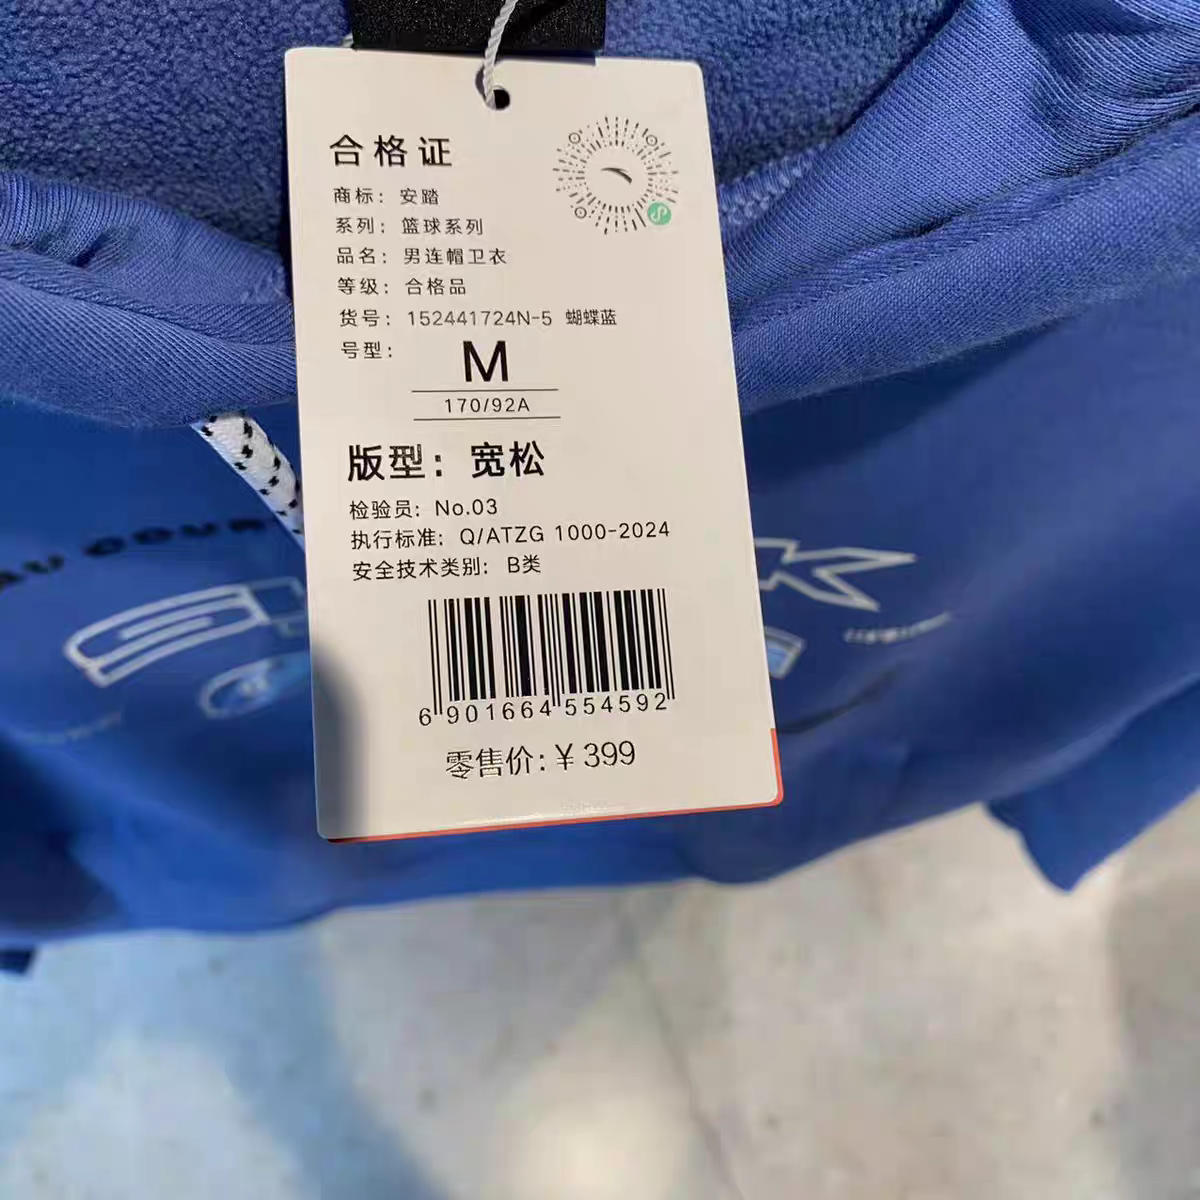 合格证
商标：安踏
系列：篮球系列
品名：男连帽卫衣
等级：合格品
货号：152441724N-5 蝴蝶蓝
号型：M
170/92A
版型：宽松
检验员：No.03
执行标准：Q/ATZG 1000-2024
安全技术类别：B类
6 901664 554592
零售价：¥399